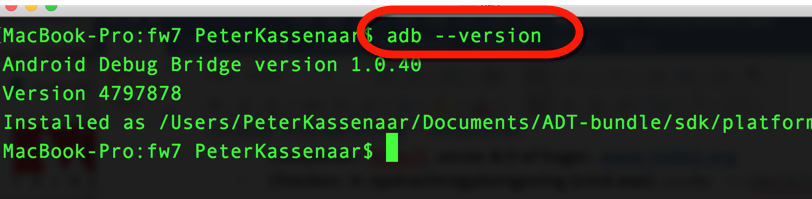 MacBook-Pro:fw7 PeterKassenaar$ adb --version
Android Debug Bridge version 1.0.40
Version 4797878
Installed as /Users/PeterKassenaar/Documents/ADT-bundle/sdk/platform
MacBook-Pro:fw7 PeterKassenaar$